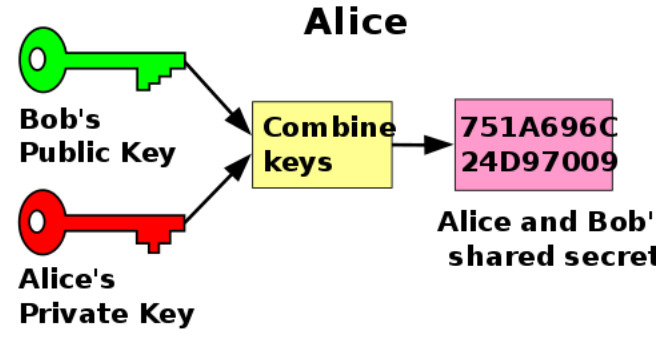 Alice
Bob's
Public Key
Combine
keys
751A696C
24D97009
Alice and Bob'
shared secret
Alice's
Private Key